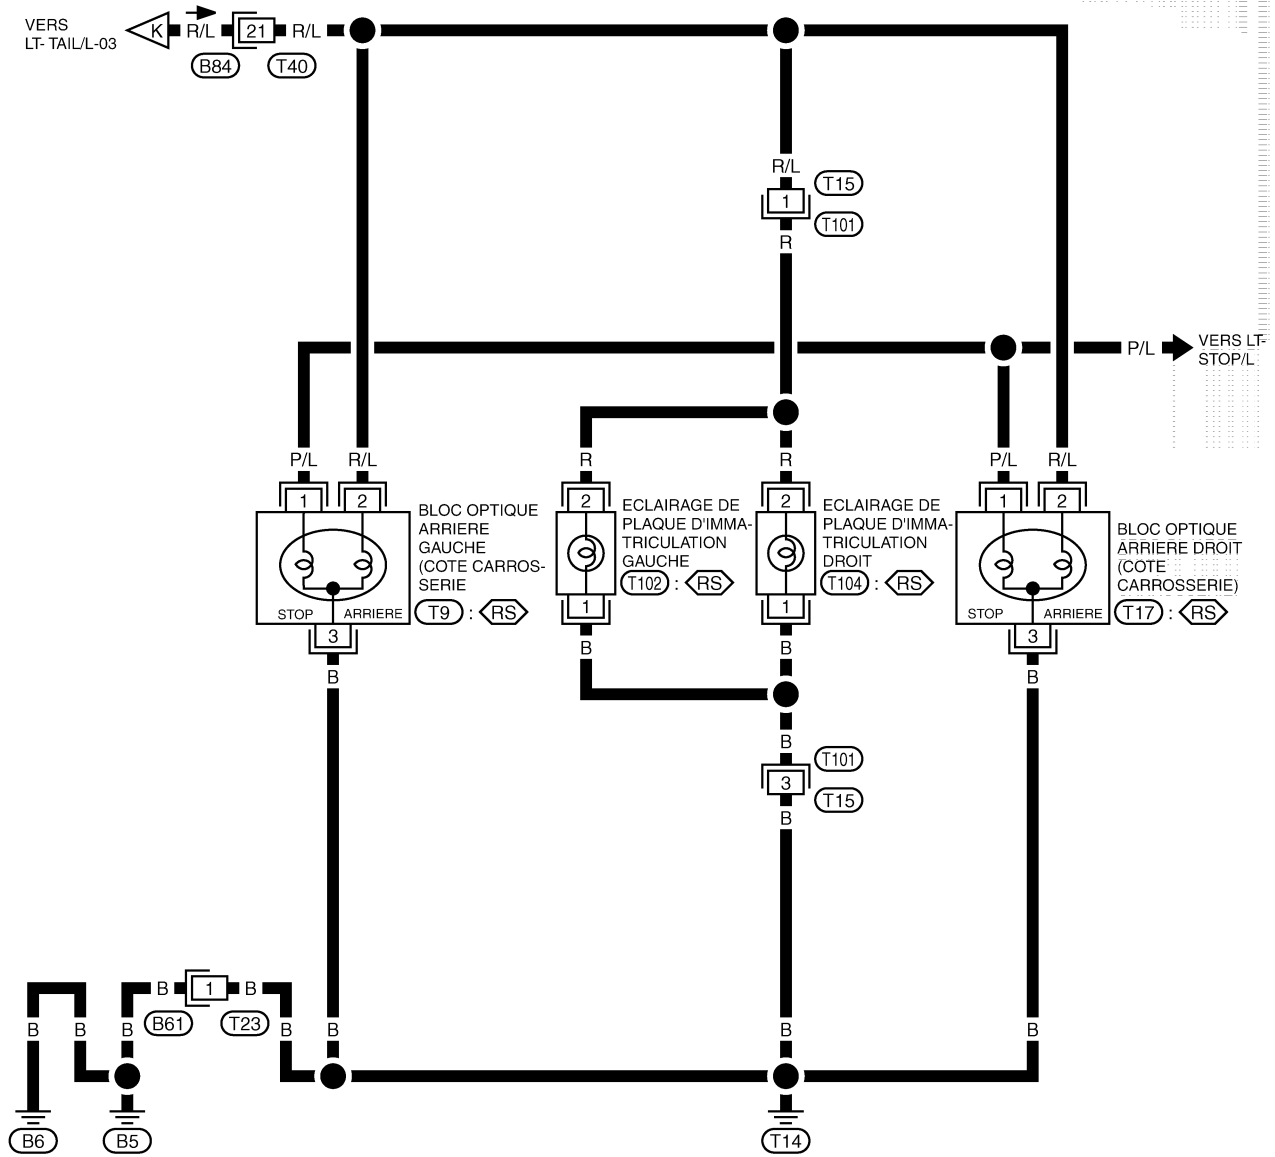 VERS
LT- TAIL/L-03
K
R/L
21
R/L
B84
T40
R/L
T15
1
T101
R
P/L
VERS LT-
STOP/L
P/L
R/L
R
R
P/L
R/L
1
2
BLOC OPTIQUE
ARRIERE
GAUCHE
(COTE CARROS-
SERIE
T9 : RS
STOP
ARRIERE
3
B
2
ECLAIRAGE DE
PLAQUE D'IMMA-
TRICULATION
GAUCHE
T102 : RS
1
B
2
ECLAIRAGE DE
PLAQUE D'IMMA-
TRICULATION
DROIT
T104 : RS
1
B
1
2
BLOC OPTIQUE
ARRIERE DROIT
(COTE
CARROSSERIE)
T17 : RS
STOP
ARRIERE
3
B
B
T101
3
T15
B
B
1
B
B61
T23
B
B
B
B
B
B
B
B6
B5
T14